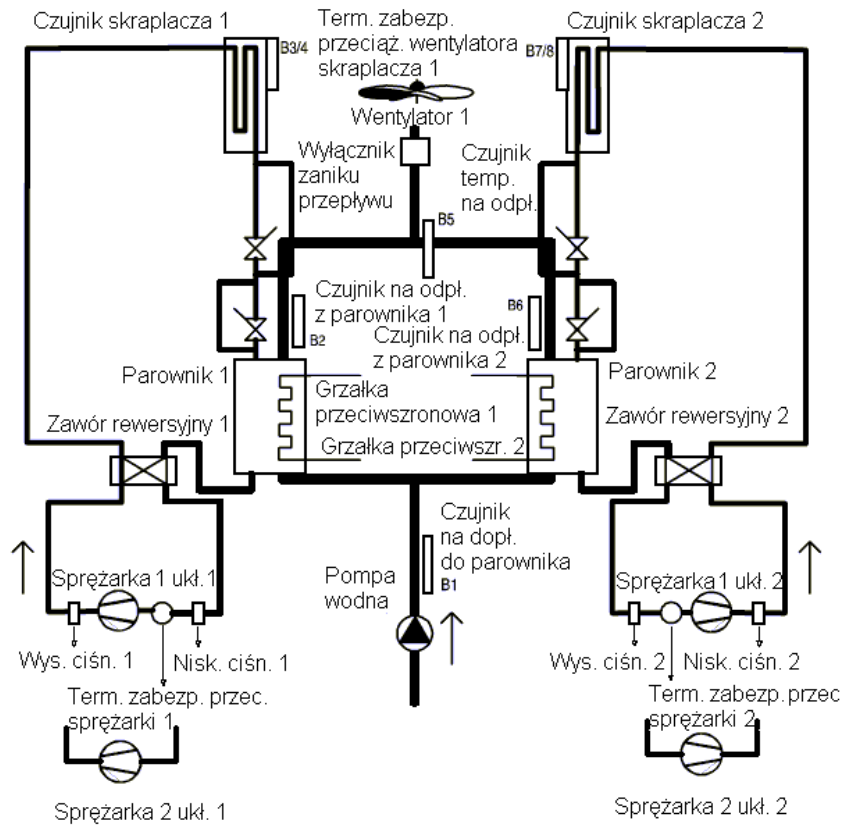 Czujnik skraplacza 1
Term. zabezp.
przeciąż. wentylatora
skraplacza 1
Czujnik skraplacza 2
B3/4
B7/8
Wentylator 1
Wyłącznik
zaniku
przepływu
Czujnik
temp.
na odpł.
B5
Czujnik na odpł.
z parownika 1
B2
B6
Czujnik na odpł.
z parownika 2
Parownik 1
Parownik 2
Grzałka
przeciwszronowa 1
Grzałka przeciwszr. 2
Zawór rewersyjny 1
Zawór rewersyjny 2
Czujnik
na dopł.
do parownika
B1
Pompa
wodna
Sprężarka 1 ukł.1
Sprężarka1 ukł. 2
Wys. ciśn. 1
Nisk. ciśn. 1
Wys. ciśn. 2
Nisk. ciśn. 2
Term. zabezp. przec.
sprężarki 1
Term. zabezp. przec
sprężarki 2
Sprężarka 2 ukł. 1
Sprężarka 2 ukł. 2